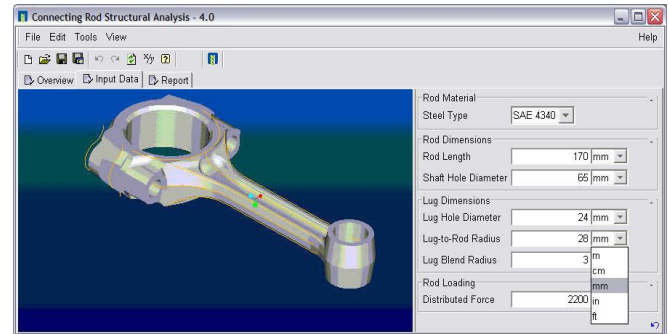 Connecting Rod Structural Analysis - 4.0
File Edit Tools View Help
Overview Input Data Report
Rod Material
Steel Type SAE 4340
Rod Dimensions
Rod Length 170 mm
Shaft Hole Diameter 65 mm
Lug Dimensions
Lug Hole Diameter 24 mm
Lug-to-Rod Radius 28 mm
Lug Blend Radius 3
m
cm
mm
in
ft
Rod Loading
Distributed Force 2200